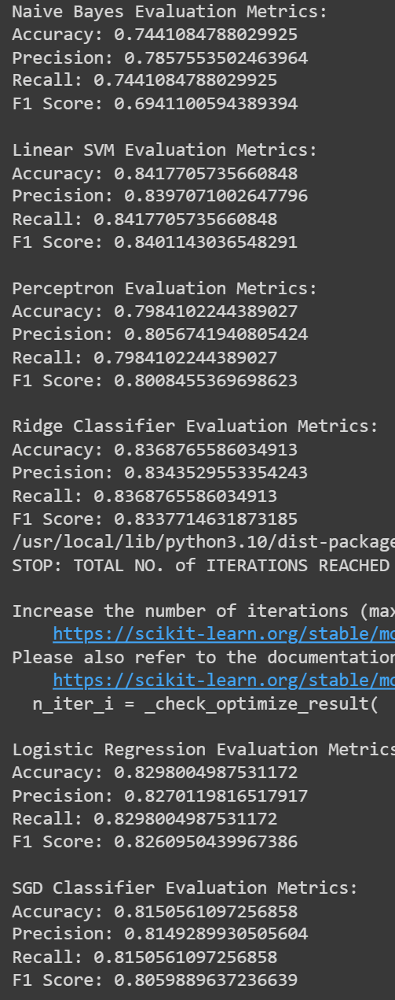 Naive Bayes Evaluation Metrics:
Accuracy: 0.7441084788029925
Precision: 0.7857553502463964
Recall: 0.7441084788029925
F1 Score: 0.6941100594389394
Linear SVM Evaluation Metrics:
Accuracy: 0.8417705735660848
Precision: 0.8397071002647796
Recall: 0.8417705735660848
F1 Score: 0.8401143036548291
Perceptron Evaluation Metrics:
Accuracy: 0.7984102244389027
Precision: 0.8056741940805424
Recall: 0.7984102244389027
F1 Score: 0.8008455369698623
Ridge Classifier Evaluation Metrics:
Accuracy: 0.8368765586034913
Precision: 0.8343529553354243
Recall: 0.8368765586034913
F1 Score: 0.8337714631873185
/usr/local/lib/python3.10/dist-package
STOP: TOTAL NO. of ITERATIONS REACHED
Increase the number of iterations (max
https://scikit-learn.org/stable/mo
Please also refer to the documentation
https://scikit-learn.org/stable/mo
n_iter_i = _check_optimize_result(
Logistic Regression Evaluation Metrics
Accuracy: 0.8298004987531172
Precision: 0.8270119816517917
Recall: 0.8298004987531172
F1 Score: 0.8260950439967386
SGD Classifier Evaluation Metrics:
Accuracy: 0.8150561097256858
Precision: 0.8149289930505604
Recall: 0.8150561097256858
F1 Score: 0.8059889637236639